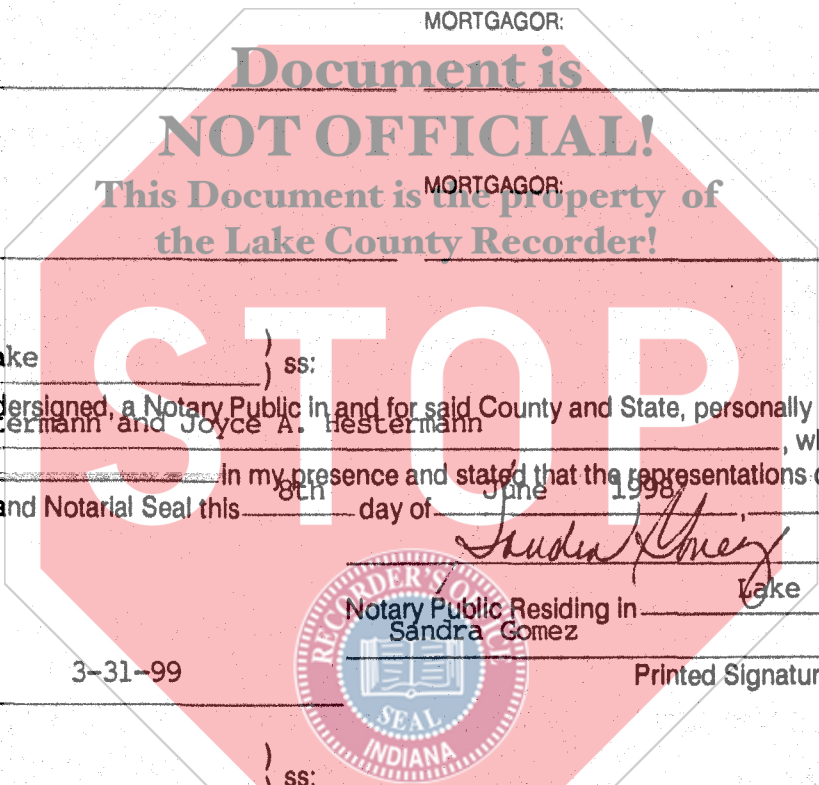 MORTGAGOR:
Document is
NOT OFFICIAL!
This Document is the property of
MORTGAGOR:
the Lake County Recorder!
STOP
ake
) ss:
dersigned, a Notary Public in and for said County and State, personally
ermann and Joyce A. Hestermann
, wh
in my presence and stated that the representations
8th June 1998
and Notarial Seal this day of ,
Sandra Gomez
Lake
Notary Public Residing in
Sandra Gomez
3-31-99
Printed Signatur
RECORDER'S OFFICE
SEAL
INDIANA
) ss: